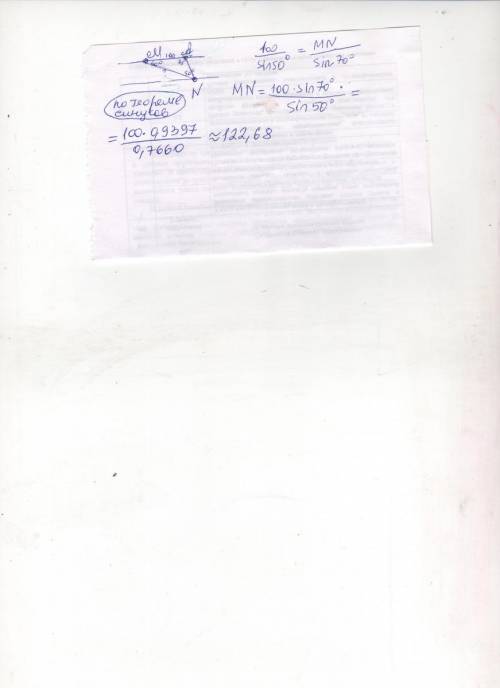 M 100 A
N 50°
100/sin50° = MN/sin70°
по теореме синусов
MN = 100·sin70°/sin50° =
= 100·0,9397/0,7660 ≈ 122,68